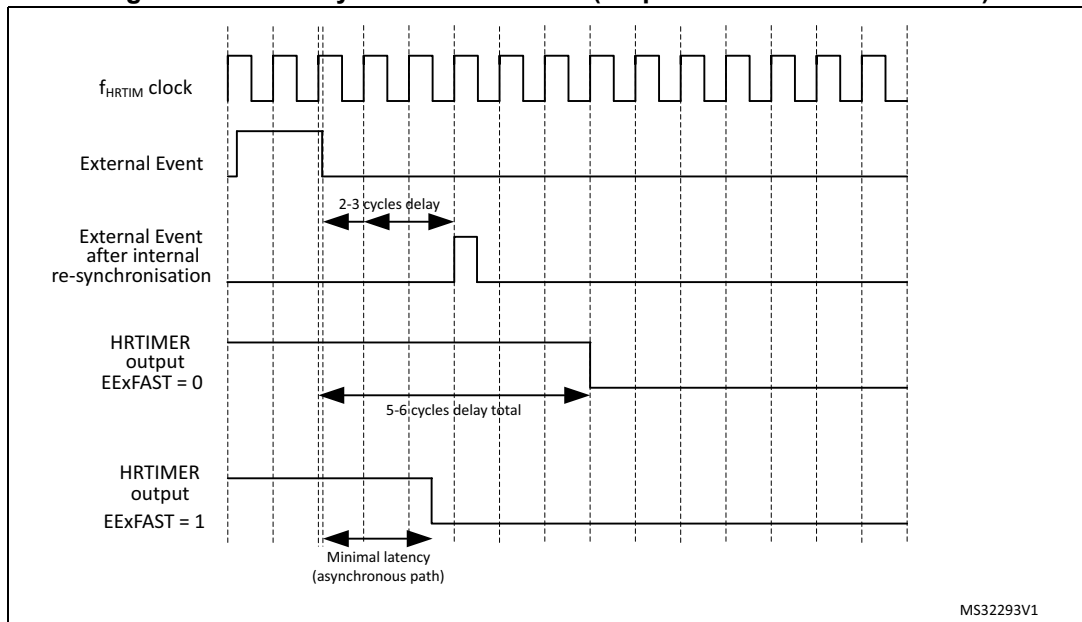 fHRTIM clock
External Event
2-3 cycles delay
External Event
after internal
re-synchronisation
HRTIMER
output
EExFAST = 0
5-6 cycles delay total
HRTIMER
output
EExFAST = 1
Minimal latency
(asynchronous path)
MS32293V1